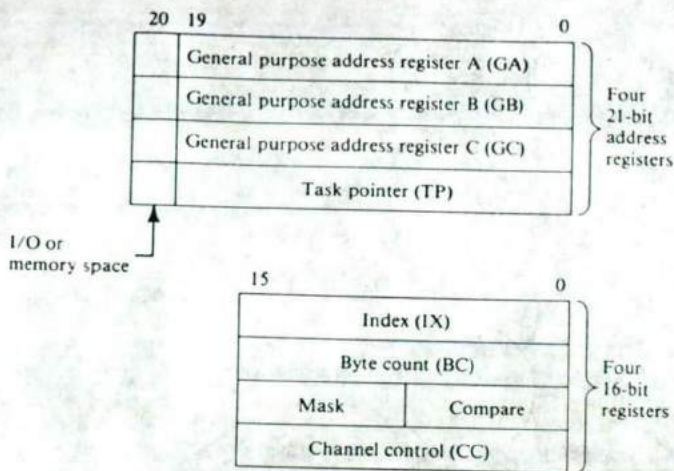 20 19 0
General purpose address register A (GA)
General purpose address register B (GB)
General purpose address register C (GC)
Task pointer (TP)
Four
21-bit
address
registers
I/O or
memory space
15 0
Index (IX)
Byte count (BC)
Mask Compare
Channel control (CC)
Four
16-bit
registers